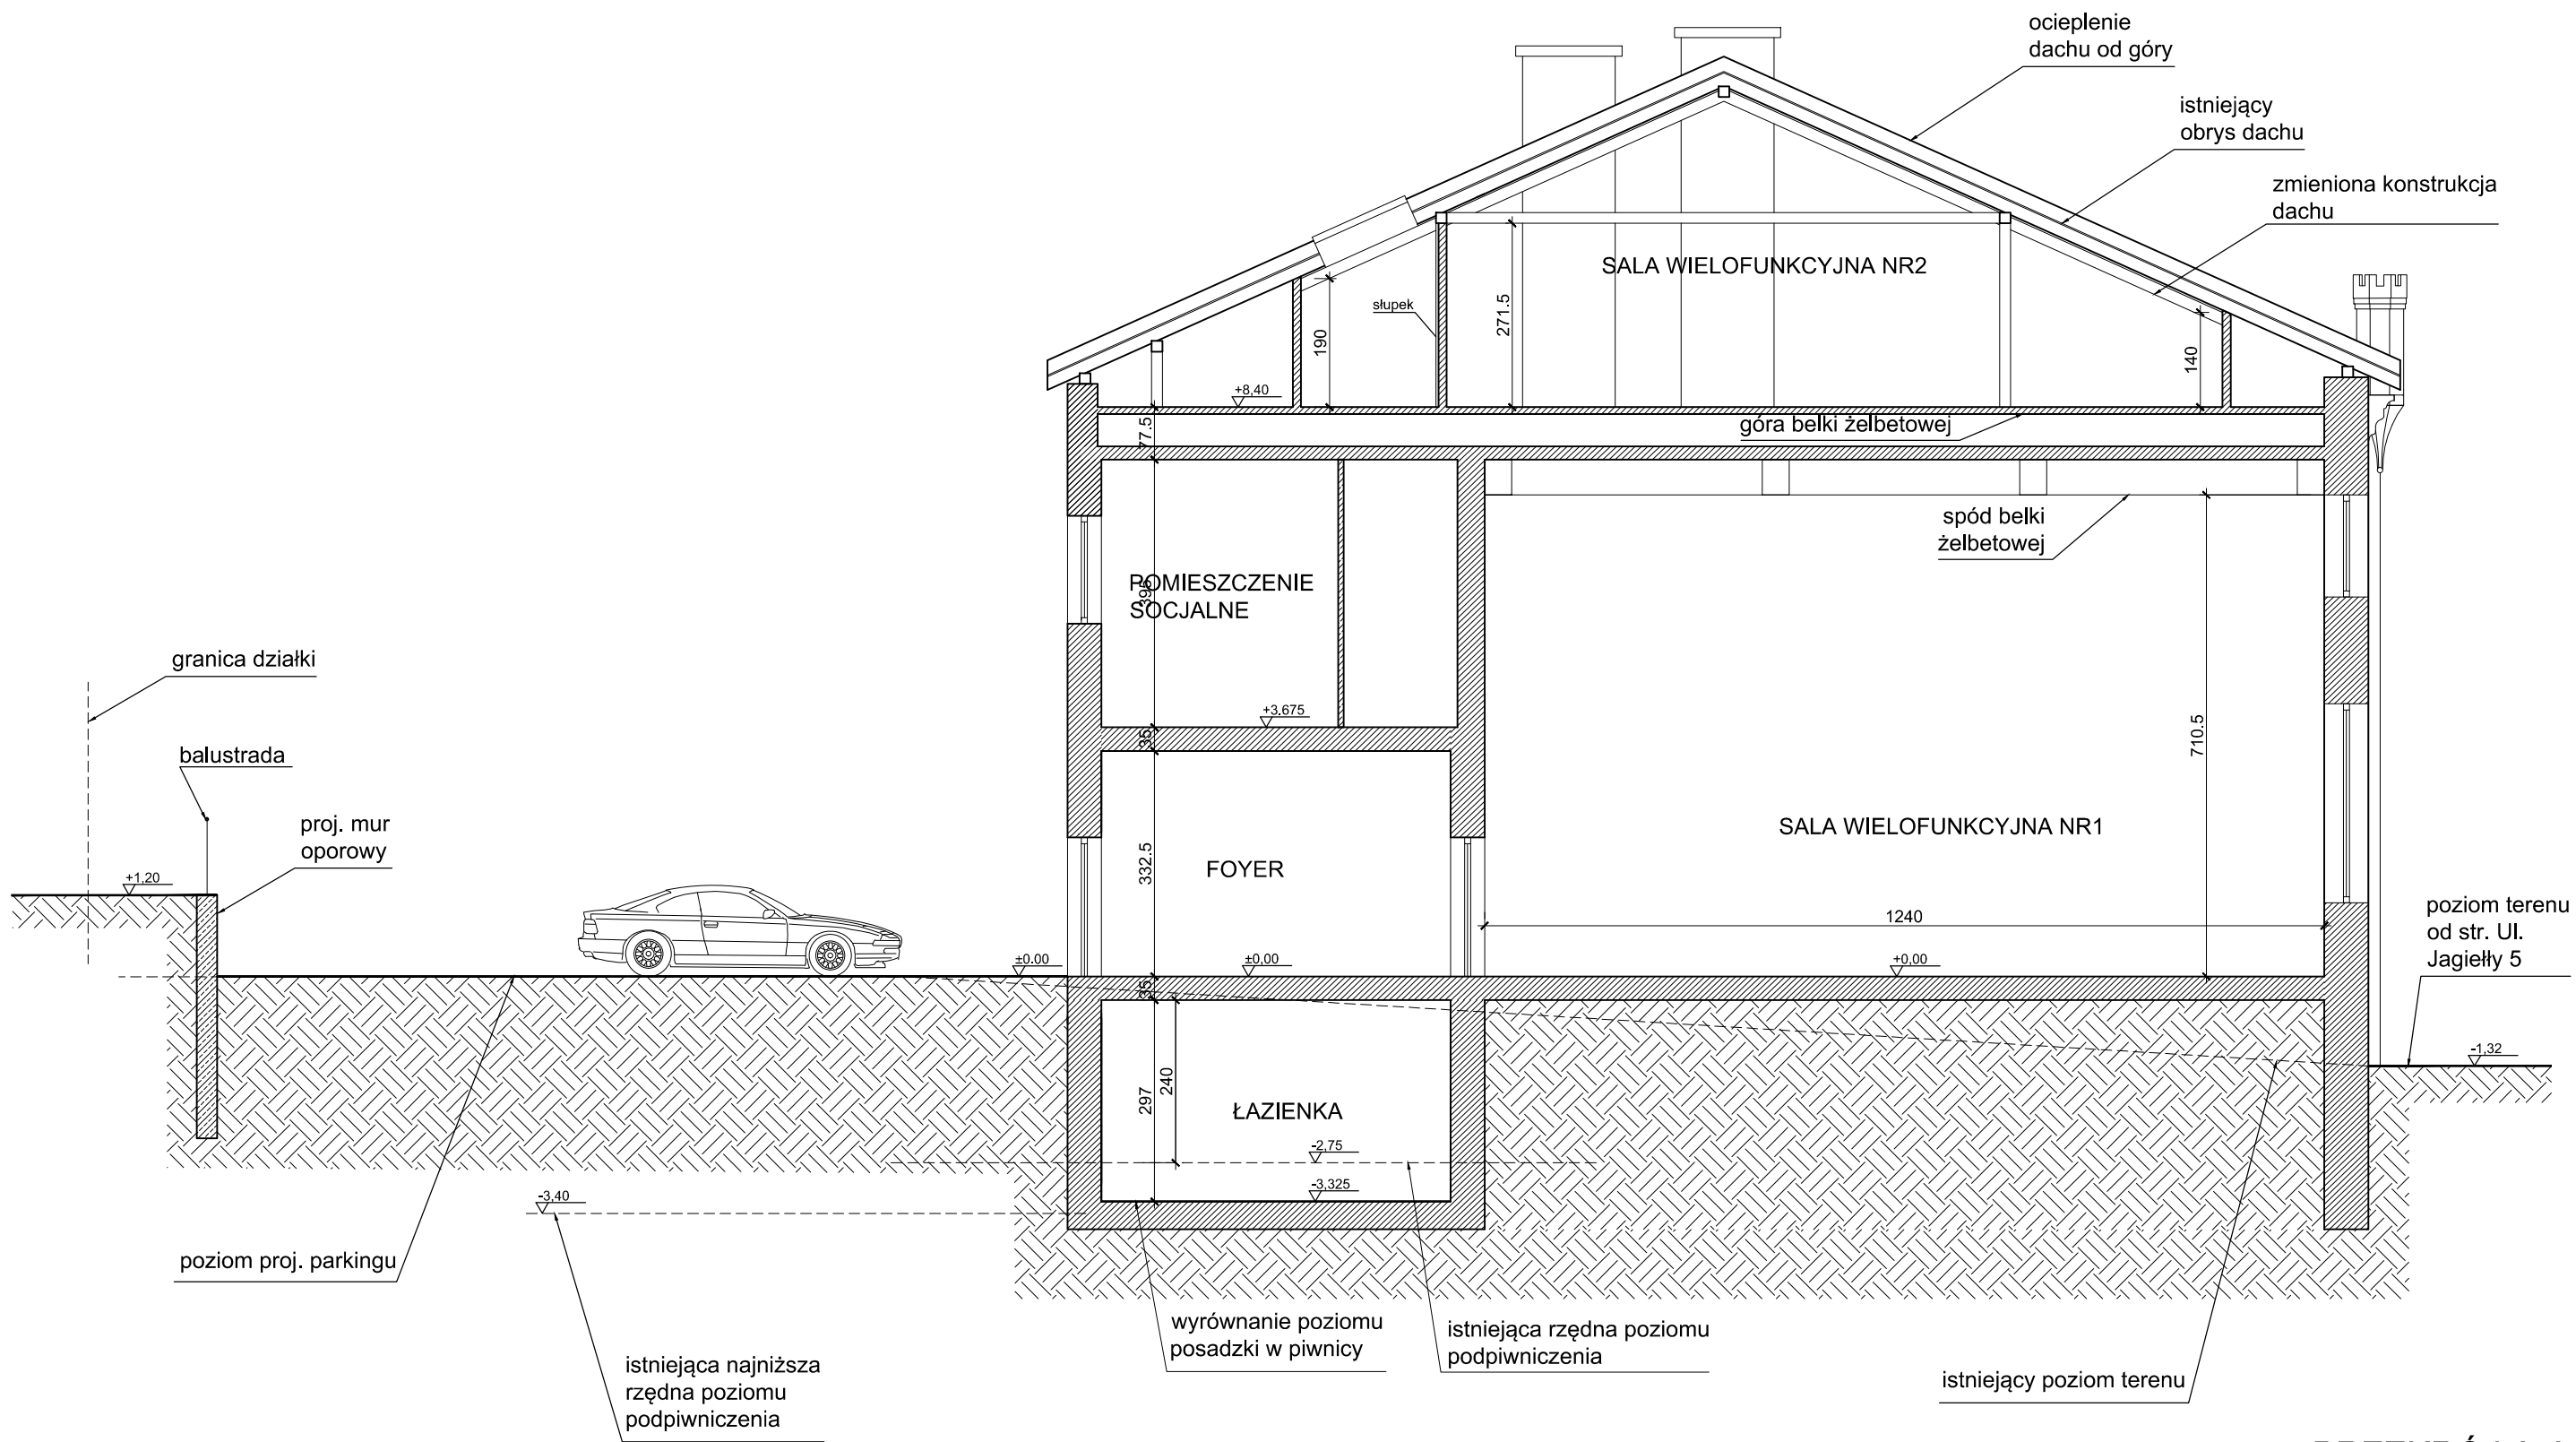 ocieplenie
dachu od góry
istniejący
obrys dachu
zmieniona konstrukcja
dachu
SALA WIELOFUNKCYJNA NR2
słupek
271.5
190
140
+8,40
77.5
góra belki żelbetowej
spód belki
żelbetowej
POMIESZCZENIE
SOCJALNE
395
granica działki
+3,675
35
710.5
balustrada
proj. mur
oporowy
SALA WIELOFUNKCYJNA NR1
332.5
FOYER
+1,20
1240
poziom terenu
od str. Ul.
Jagiełły 5
±0.00
±0,00
+0,00
35
-1,32
297
240
ŁAZIENKA
-2,75
-3,325
-3,40
poziom proj. parkingu
wyrównanie poziomu
posadzki w piwnicy
istniejąca rzędna poziomu
podpiwniczenia
istniejąca najniższa
rzędna poziomu
podpiwniczenia
istniejący poziom terenu